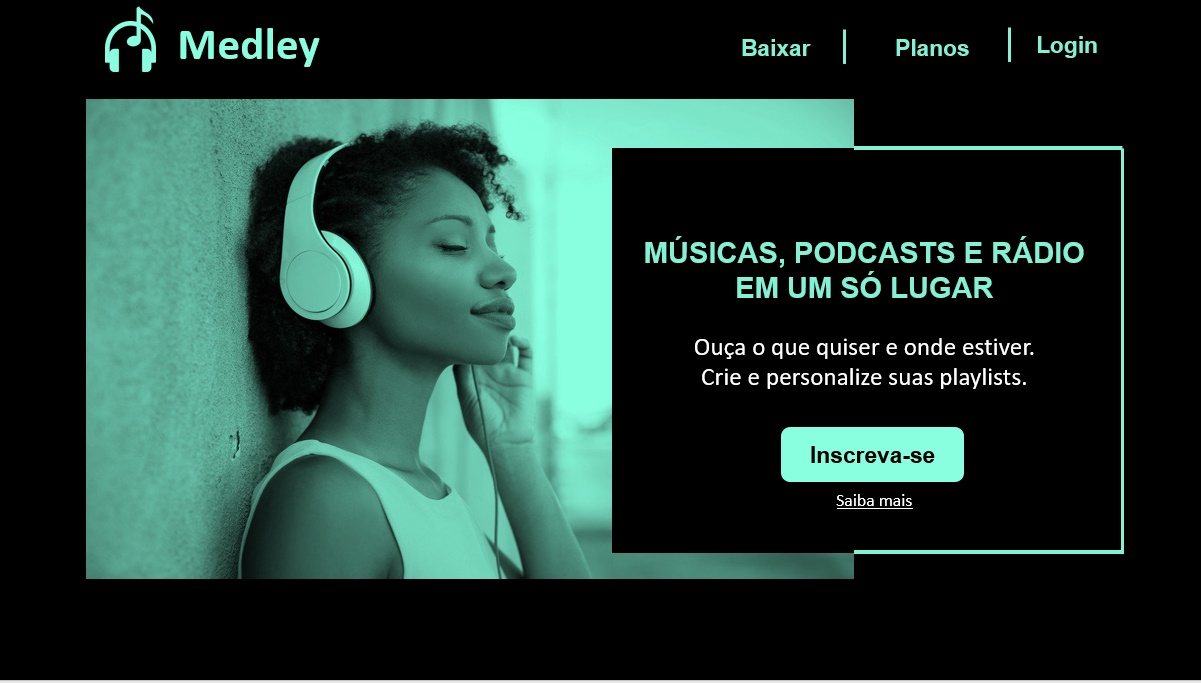 Medley
Baixar
Planos
Login
MÚSICAS, PODCASTS E RÁDIO
EM UM SÓ LUGAR
Ouça o que quiser e onde estiver.
Crie e personalize suas playlists.
Inscreva-se
Saiba mais